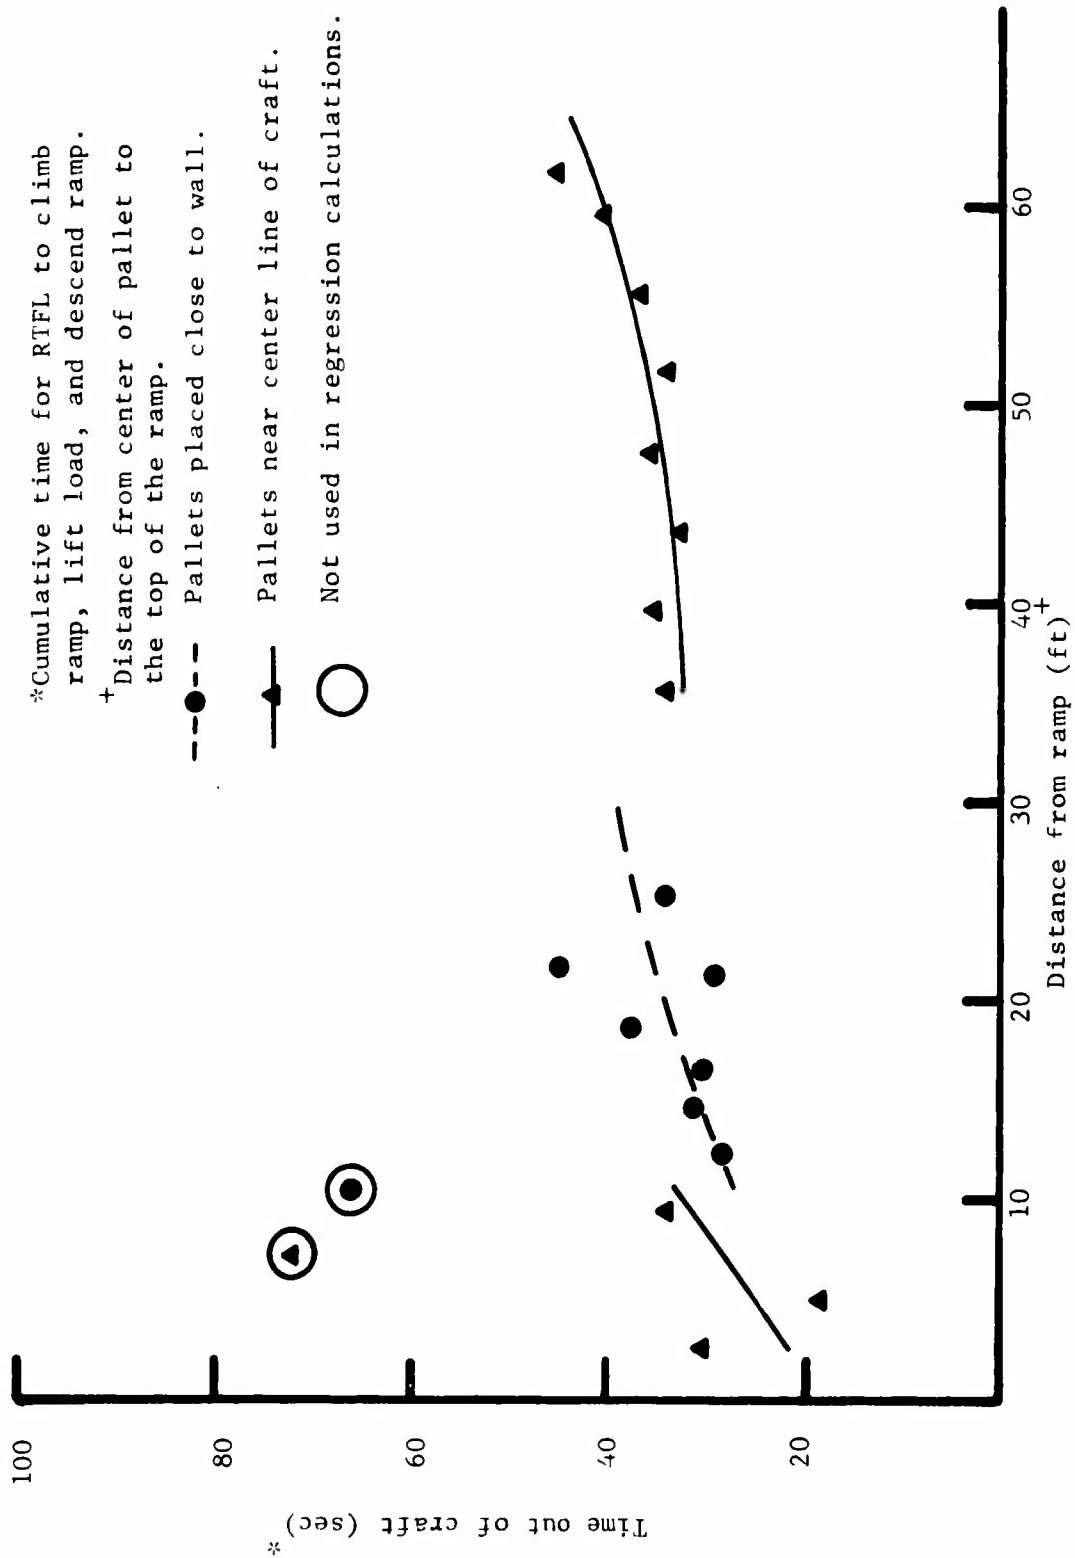 *Cumulative time for RTFL to climb
ramp, lift load, and descend ramp.
+Distance from center of pallet to
the top of the ramp.
Pallets placed close to wall.
Pallets near center line of craft.
Not used in regression calculations.
100
80
60
40
20
Time out of craft (sec)*
10
20
30
40
50
60
Distance from ramp (ft)+